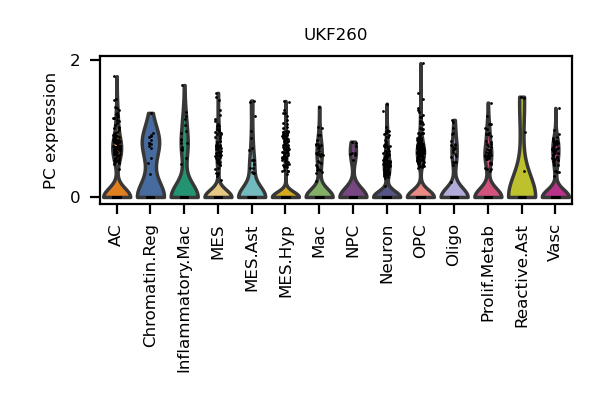 UKF260
PC expression
2
0
AC
Chromatin.Reg
Inflammatory.Mac
MES
MES.Ast
MES.Hyp
Mac
NPC
Neuron
OPC
Oligo
Prolif.Metab
Reactive.Ast
Vasc